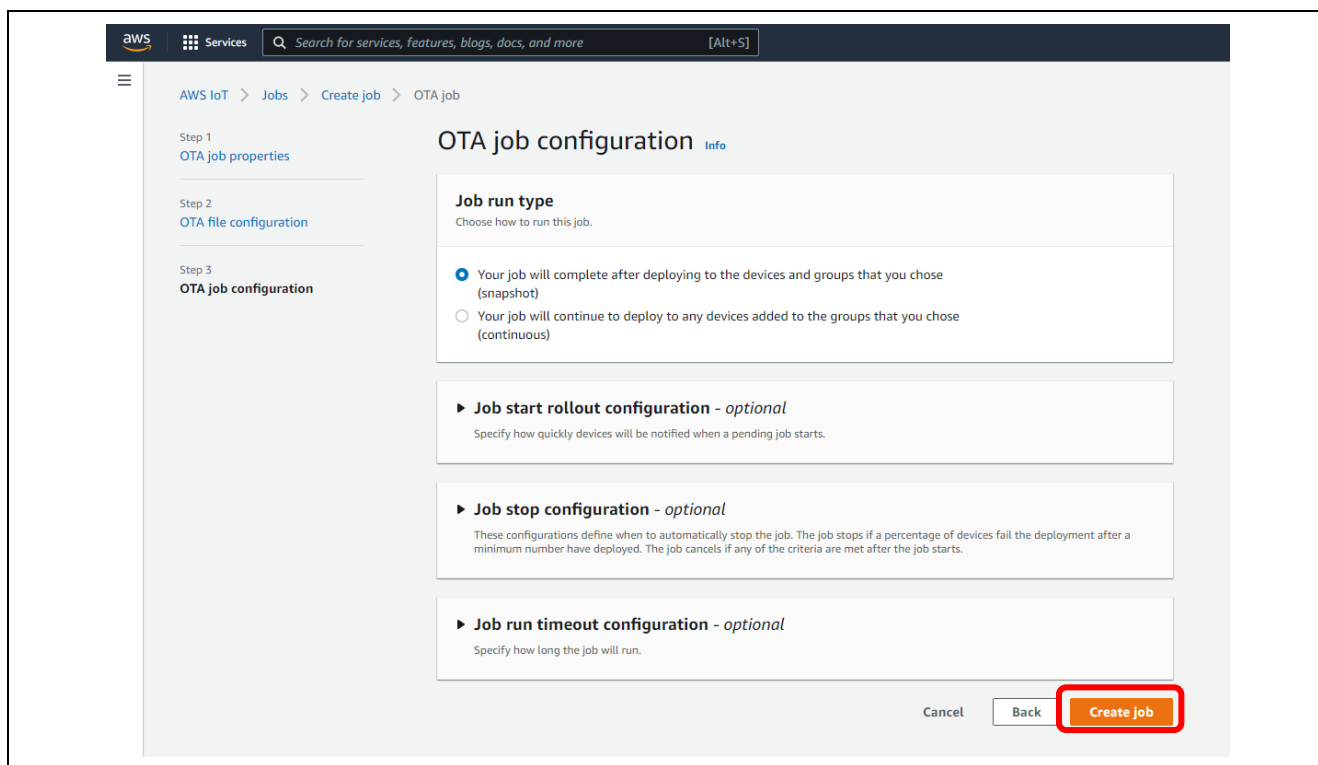 aws
Services
Search for services, features, blogs, docs, and more
[Alt+S]
AWS IoT > Jobs > Create job > OTA job
Step 1
OTA job properties
Step 2
OTA file configuration
Step 3
OTA job configuration
OTA job configuration Info
Job run type
Choose how to run this job.
Your job will complete after deploying to the devices and groups that you chose
(snapshot)
Your job will continue to deploy to any devices added to the groups that you chose
(continuous)
Job start rollout configuration - optional
Specify how quickly devices will be notified when a pending job starts.
Job stop configuration - optional
These configurations define when to automatically stop the job. The job stops if a percentage of devices fail the deployment after a
minimum number have deployed. The job cancels if any of the criteria are met after the job starts.
Job run timeout configuration - optional
Specify how long the job will run.
Cancel
Back
Create job